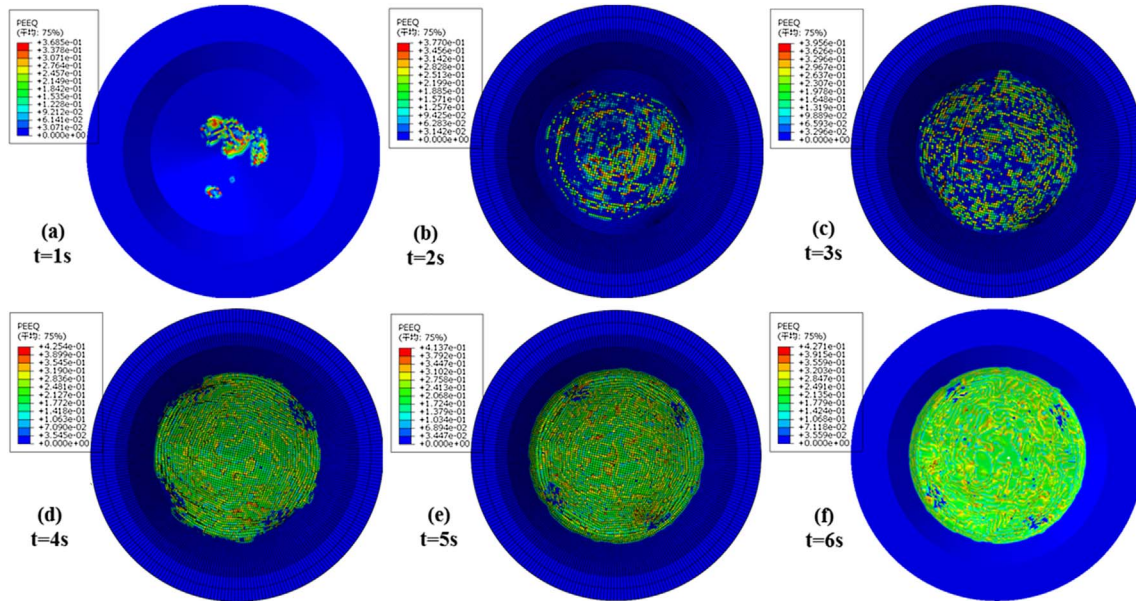 PEEQ
(平均: 75%)
+3.685e-01
+3.378e-01
+3.071e-01
+2.764e-01
+2.457e-01
+2.149e-01
+1.842e-01
+1.535e-01
+1.228e-01
+9.212e-02
+6.141e-02
+3.071e-02
+0.000e+00
(a)
t=1s
PEEQ
(平均: 75%)
+3.770e-01
+3.456e-01
+3.142e-01
+2.828e-01
+2.513e-01
+2.199e-01
+1.885e-01
+1.571e-01
+1.257e-01
+9.425e-02
+6.283e-02
+3.142e-02
+0.000e+00
(b)
t=2s
PEEQ
(平均: 75%)
+3.956e-01
+3.626e-01
+3.296e-01
+2.967e-01
+2.637e-01
+2.307e-01
+1.978e-01
+1.648e-01
+1.319e-01
+9.889e-02
+6.593e-02
+3.296e-02
+0.000e+00
(c)
t=3s
PEEQ
(平均: 75%)
+4.254e-01
+3.899e-01
+3.545e-01
+3.190e-01
+2.836e-01
+2.481e-01
+2.127e-01
+1.772e-01
+1.418e-01
+1.063e-01
+7.090e-02
+3.545e-02
+0.000e+00
(d)
t=4s
PEEQ
(平均: 75%)
+4.137e-01
+3.792e-01
+3.447e-01
+3.102e-01
+2.758e-01
+2.413e-01
+2.068e-01
+1.724e-01
+1.379e-01
+1.034e-01
+6.894e-02
+3.447e-02
+0.000e+00
(e)
t=5s
PEEQ
(平均: 75%)
+4.271e-01
+3.915e-01
+3.559e-01
+3.203e-01
+2.847e-01
+2.491e-01
+2.135e-01
+1.779e-01
+1.424e-01
+1.068e-01
+7.118e-02
+3.559e-02
+0.000e+00
(f)
t=6s